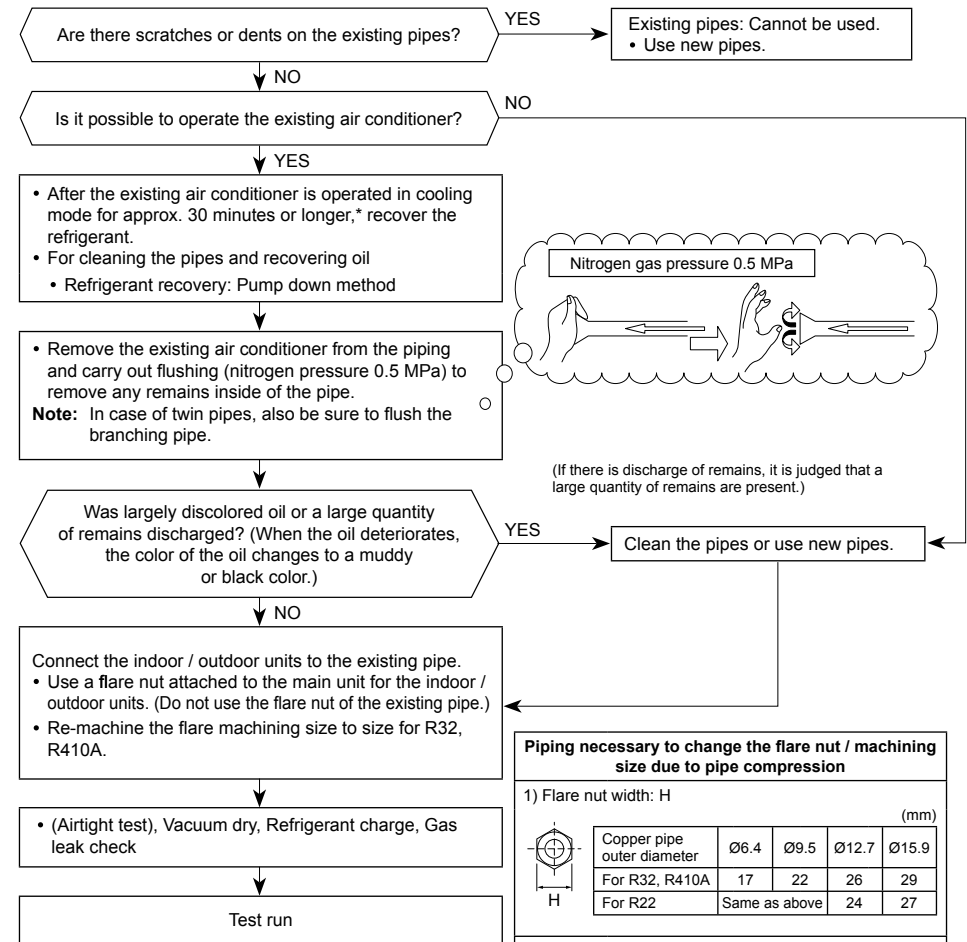 Are there scratches or dents on the existing pipes?
YES
Existing pipes: Cannot be used.
• Use new pipes.
NO
Is it possible to operate the existing air conditioner?
NO
YES
• After the existing air conditioner is operated in cooling
mode for approx. 30 minutes or longer,* recover the
refrigerant.
• For cleaning the pipes and recovering oil
• Refrigerant recovery: Pump down method
Nitrogen gas pressure 0.5 MPa
• Remove the existing air conditioner from the piping
and carry out flushing (nitrogen pressure 0.5 MPa) to
remove any remains inside of the pipe.
Note: In case of twin pipes, also be sure to flush the
branching pipe.
(If there is discharge of remains, it is judged that a
large quantity of remains are present.)
Was largely discolored oil or a large quantity
of remains discharged? (When the oil deteriorates,
the color of the oil changes to a muddy
or black color.)
YES
Clean the pipes or use new pipes.
NO
Connect the indoor / outdoor units to the existing pipe.
• Use a flare nut attached to the main unit for the indoor /
outdoor units. (Do not use the flare nut of the existing pipe.)
• Re-machine the flare machining size to size for R32,
R410A.
• (Airtight test), Vacuum dry, Refrigerant charge, Gas
leak check
Test run
Piping necessary to change the flare nut / machining
size due to pipe compression
1) Flare nut width: H
(mm)
H
Copper pipe
outer diameter Ø6.4 Ø9.5 Ø12.7 Ø15.9
For R32, R410A 17 22 26 29
For R22 Same as above 24 27